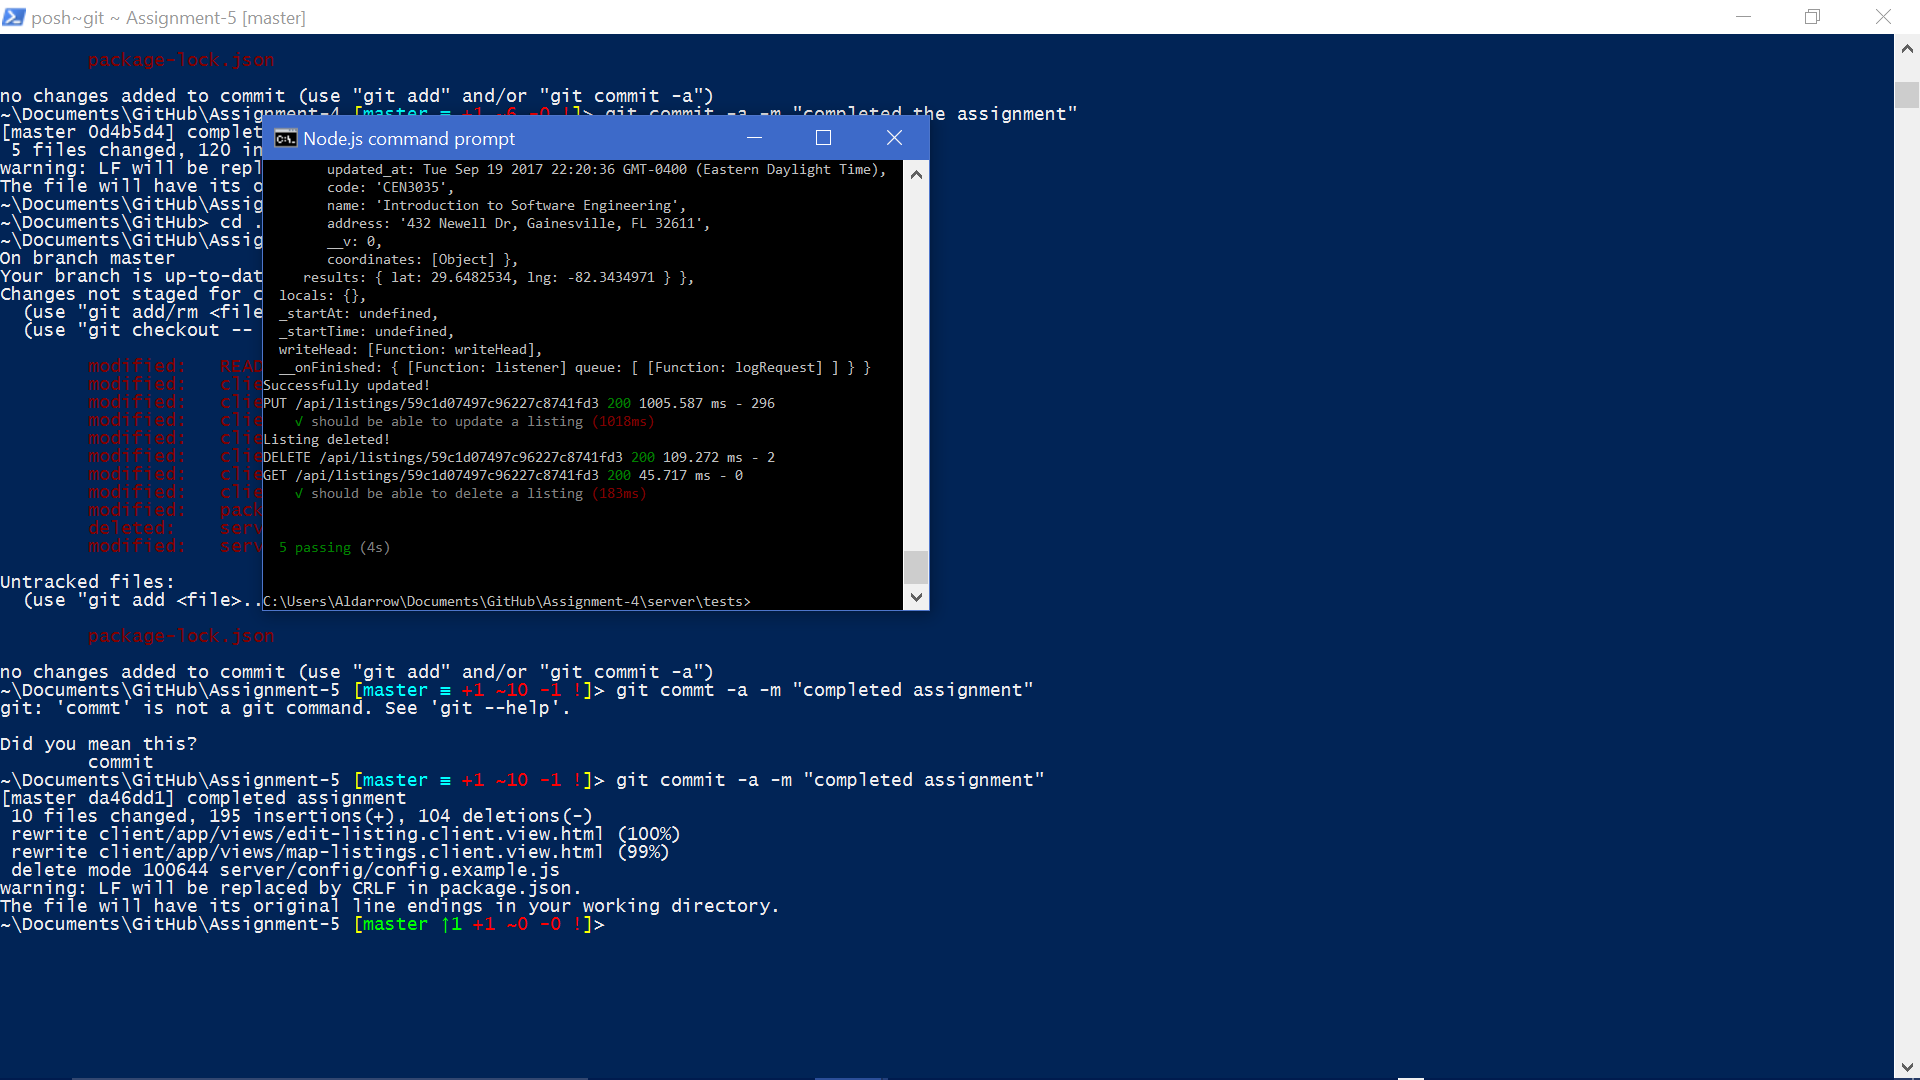 posh~git ~ Assignment-5 [master]
package-lock.json
no changes added to commit (use "git add" and/or "git commit -a")
~\Documents\GitHub\Assignment-4 [master ≡ +1 ~6 -0 !]> git commit -a -m "completed the assignment"
[master 0d4b5d4] complet
5 files changed, 120 in
warning: LF will be repl
The file will have its o
~\Documents\GitHub\Assig
~\Documents\GitHub> cd .
~\Documents\GitHub\Assig
On branch master
Your branch is up-to-dat
Changes not staged for c
(use "git add/rm <file
(use "git checkout --
modified: READ
modified: clie
modified: clie
modified: clie
modified: clie
modified: clie
modified: clie
modified: clie
modified: pack
deleted: serv
modified: serv
Untracked files:
(use "git add <file>..
package-lock.json
no changes added to commit (use "git add" and/or "git commit -a")
~\Documents\GitHub\Assignment-5 [master ≡ +1 ~10 -1 !]> git commt -a -m "completed assignment"
git: 'commt' is not a git command. See 'git --help'.
Did you mean this?
commit
~\Documents\GitHub\Assignment-5 [master ≡ +1 ~10 -1 !]> git commit -a -m "completed assignment"
[master da46dd1] completed assignment
10 files changed, 195 insertions(+), 104 deletions(-)
rewrite client/app/views/edit-listing.client.view.html (100%)
rewrite client/app/views/map-listings.client.view.html (99%)
delete mode 100644 server/config/config.example.js
warning: LF will be replaced by CRLF in package.json.
The file will have its original line endings in your working directory.
~\Documents\GitHub\Assignment-5 [master ↑1 +1 ~0 -0 !]>
Node.js command prompt
updated_at: Tue Sep 19 2017 22:20:36 GMT-0400 (Eastern Daylight Time),
code: 'CEN3035',
name: 'Introduction to Software Engineering',
address: '432 Newell Dr, Gainesville, FL 32611',
__v: 0,
coordinates: [Object] },
results: { lat: 29.6482534, lng: -82.3434971 } },
locals: {},
_startAt: undefined,
_startTime: undefined,
writeHead: [Function: writeHead],
__onFinished: { [Function: listener] queue: [ [Function: logRequest] ] } }
Successfully updated!
PUT /api/listings/59c1d07497c96227c8741fd3 200 1005.587 ms - 296
√ should be able to update a listing (1018ms)
Listing deleted!
DELETE /api/listings/59c1d07497c96227c8741fd3 200 109.272 ms - 2
GET /api/listings/59c1d07497c96227c8741fd3 200 45.717 ms - 0
√ should be able to delete a listing (183ms)
5 passing (4s)
C:\Users\Aldarrow\Documents\GitHub\Assignment-4\server\tests>